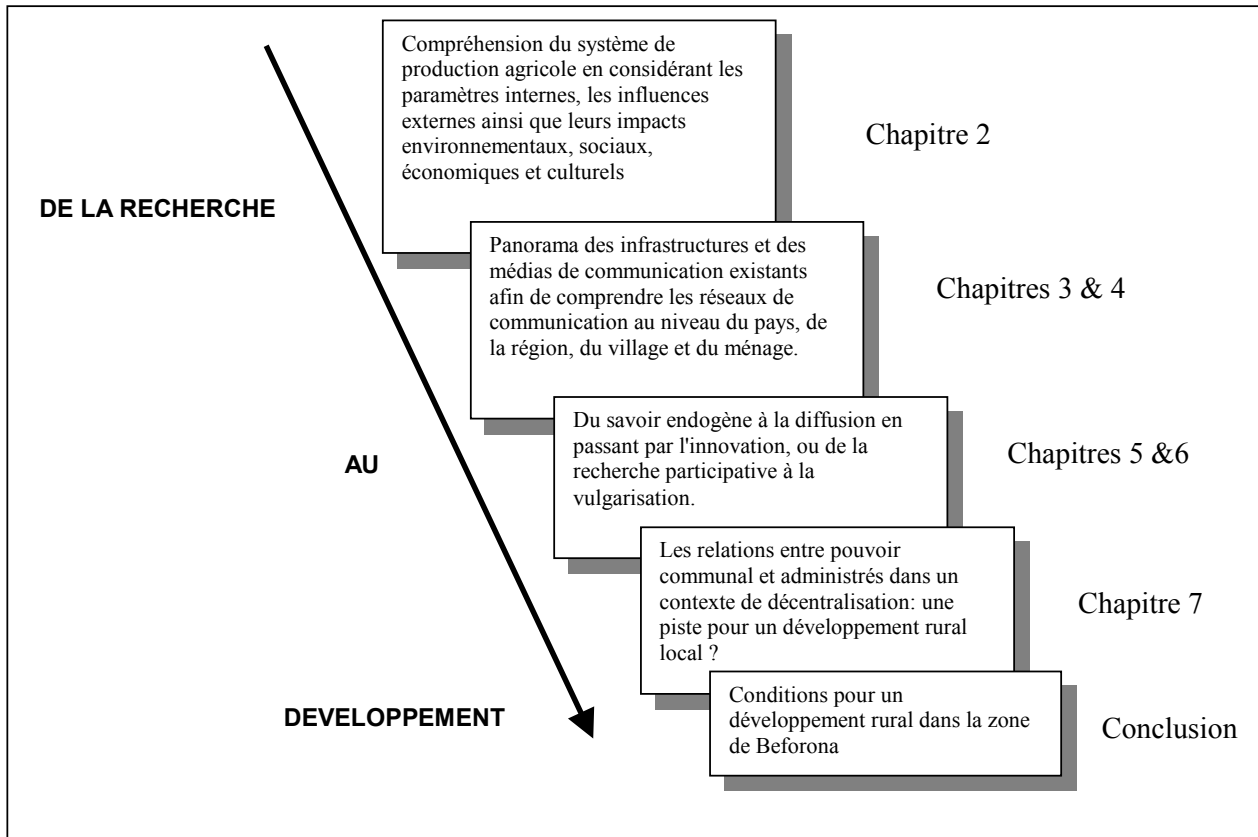 Compréhension du système de
production agricole en considérant les
paramètres internes, les influences
externes ainsi que leurs impacts
environnementaux, sociaux,
économiques et culturels
Chapitre 2
DE LA RECHERCHE
Panorama des infrastructures et des
médias de communication existants
afin de comprendre les réseaux de
communication au niveau du pays, de
la région, du village et du ménage.
Chapitres 3 & 4
AU
Du savoir endogène à la diffusion en
passant par l'innovation, ou de la
recherche participative à la
vulgarisation.
Chapitres 5 &6
Les relations entre pouvoir
communal et administrés dans un
contexte de décentralisation: une
piste pour un développement rural
local ?
Chapitre 7
DEVELOPPEMENT
Conditions pour un
développement rural dans la zone
de Beforona
Conclusion